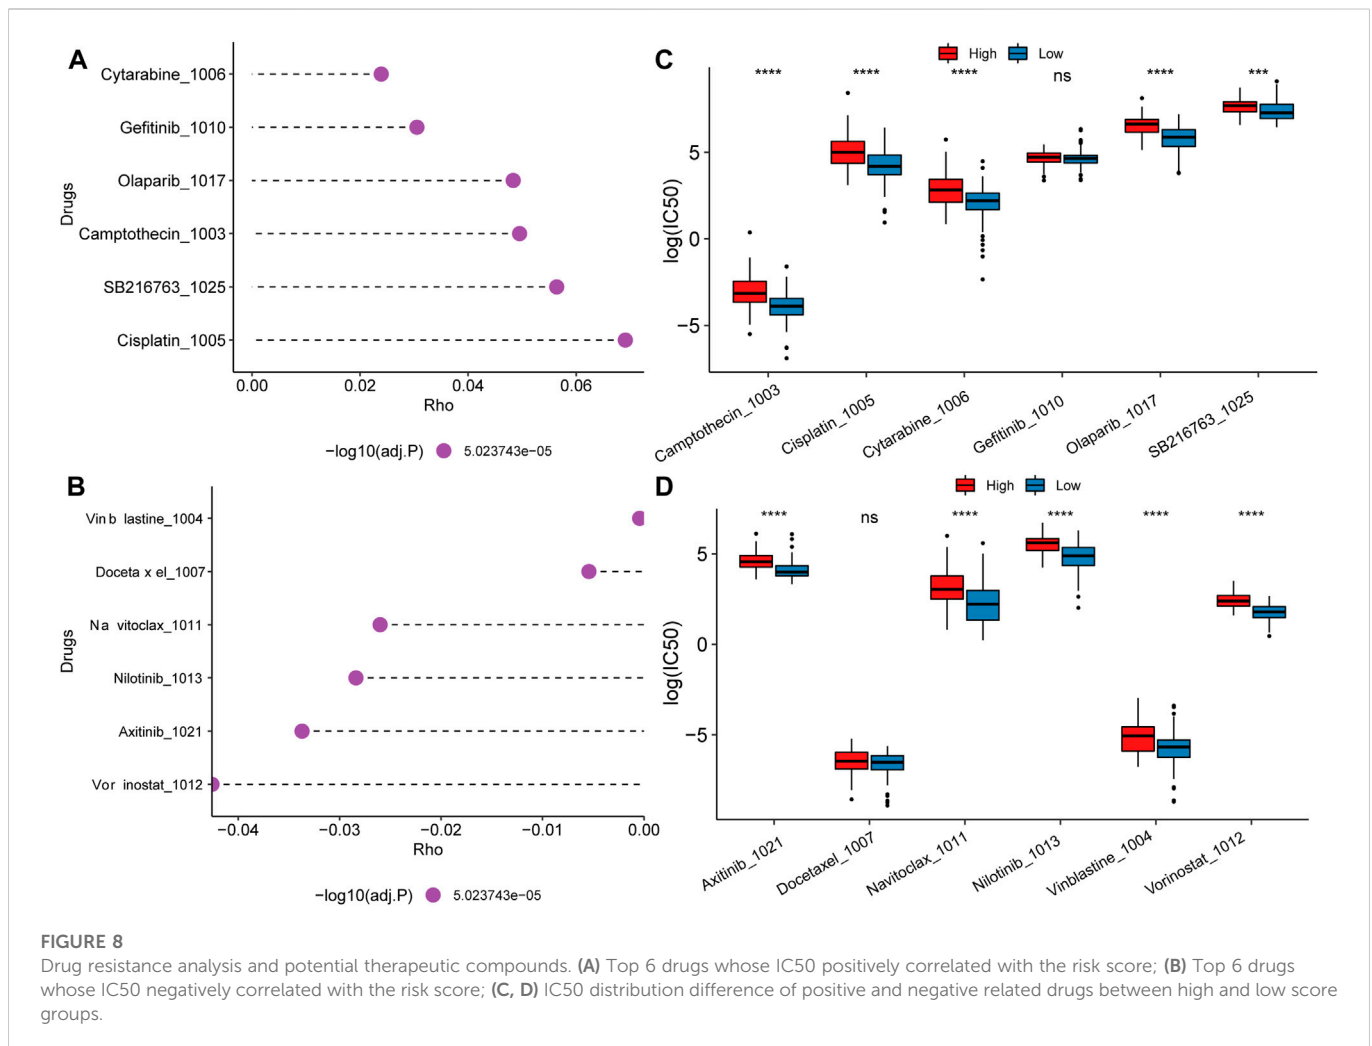 A
Cytarabine_1006
Gefitinib_1010
Olaparib_1017
Camptothecin_1003
SB216763_1025
Cisplatin_1005
Drugs
0.00 0.02 0.04 0.06
Rho
−log10(adj.P) 5.023743e−05
B
Vinb lastine_1004
Doceta x el_1007
Na vitoclax_1011
Nilotinib_1013
Axitinib_1021
Vor inostat_1012
Drugs
−0.04 −0.03 −0.02 −0.01 0.00
Rho
−log10(adj.P) 5.023743e−05
C
High Low
**** **** **** ns **** ***
5
0
−5
log(IC50)
Camptothecin_1003
Cisplatin_1005
Cytarabine_1006
Gefitinib_1010
Olaparib_1017
SB216763_1025
D
High Low
**** ns **** **** **** ****
5
0
−5
log(IC50)
Axitinib_1021
Docetaxel_1007
Navitoclax_1011
Nilotinib_1013
Vinblastine_1004
Vorinostat_1012
FIGURE 8
Drug resistance analysis and potential therapeutic compounds. (A) Top 6 drugs whose IC50 positively correlated with the risk score; (B) Top 6 drugs
whose IC50 negatively correlated with the risk score; (C, D) IC50 distribution difference of positive and negative related drugs between high and low score
groups.